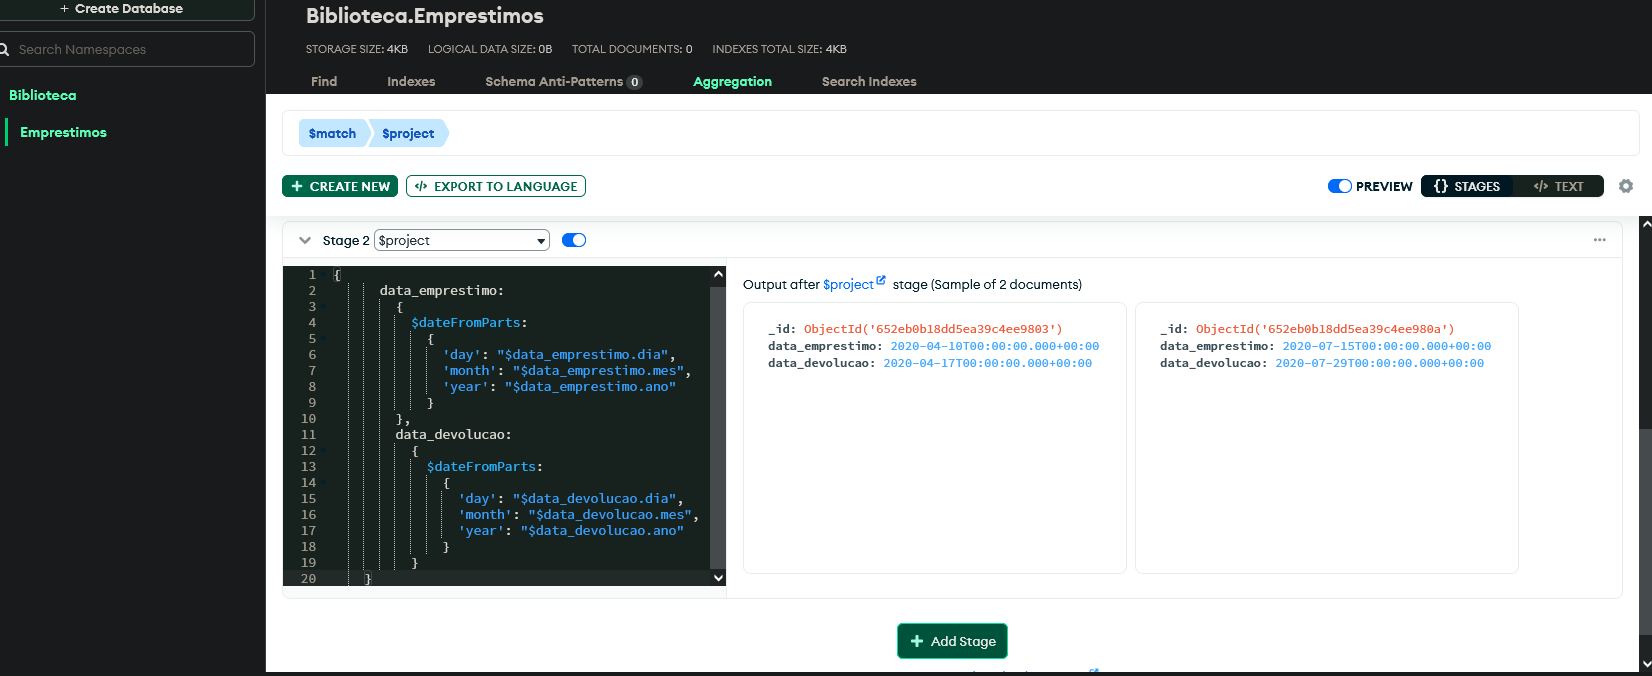 + Create Database
Search Namespaces
Biblioteca
Emprestimos
Biblioteca.Emprestimos
STORAGE SIZE: 4KB LOGICAL DATA SIZE: 0B TOTAL DOCUMENTS: 0 INDEXES TOTAL SIZE: 4KB
Find Indexes Schema Anti-Patterns 0 Aggregation Search Indexes
$match $project
+ CREATE NEW </> EXPORT TO LANGUAGE PREVIEW {} STAGES </> TEXT
Stage 2 $project
1 {
2 data_emprestimo:
3 {
4 $dateFromParts:
5 {
6 'day': "$data_emprestimo.dia",
7 'month': "$data_emprestimo.mes",
8 'year': "$data_emprestimo.ano"
9 }
10 },
11 data_devolucao:
12 {
13 $dateFromParts:
14 {
15 'day': "$data_devolucao.dia",
16 'month': "$data_devolucao.mes",
17 'year': "$data_devolucao.ano"
18 }
19 }
20 }
Output after $project stage (Sample of 2 documents)
_id: ObjectId('652eb0b18dd5ea39c4ee9803')
data_emprestimo: 2020-04-10T00:00:00.000+00:00
data_devolucao: 2020-04-17T00:00:00.000+00:00
_id: ObjectId('652eb0b18dd5ea39c4ee980a')
data_emprestimo: 2020-07-15T00:00:00.000+00:00
data_devolucao: 2020-07-29T00:00:00.000+00:00
+ Add Stage